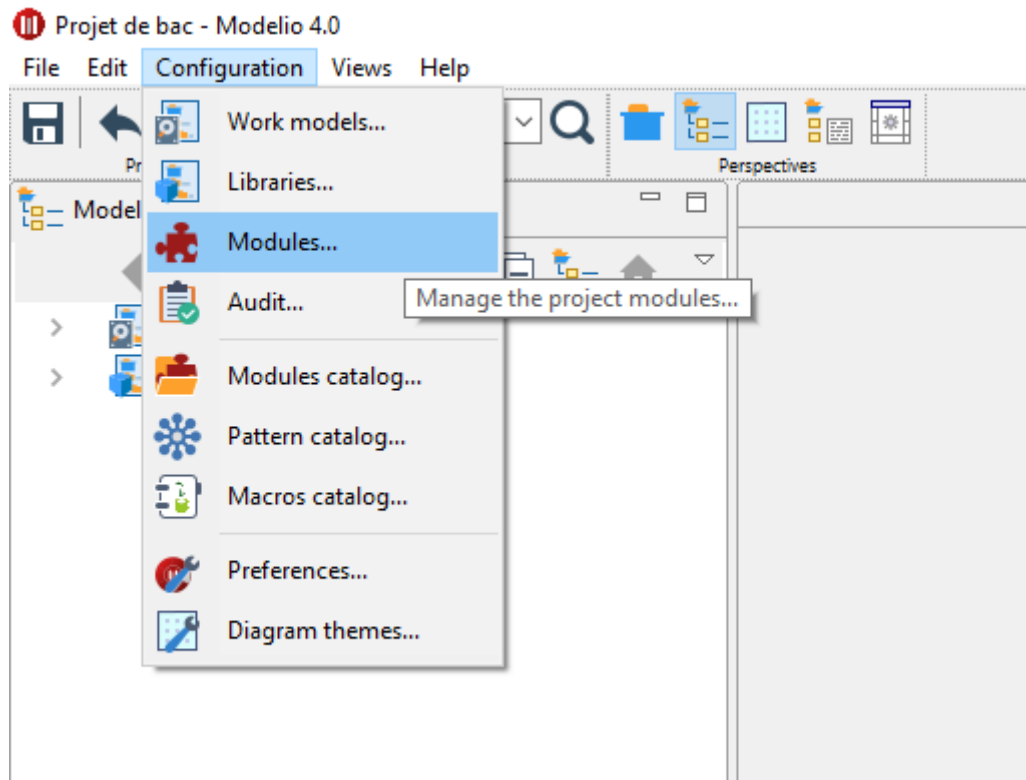 Projet de bac - Modelio 4.0
File Edit Configuration Views Help
Work models...
Pr
Perspectives
Libraries...
Model
Modules...
Manage the project modules...
Audit...
Modules catalog...
Pattern catalog...
Macros catalog...
Preferences...
Diagram themes...